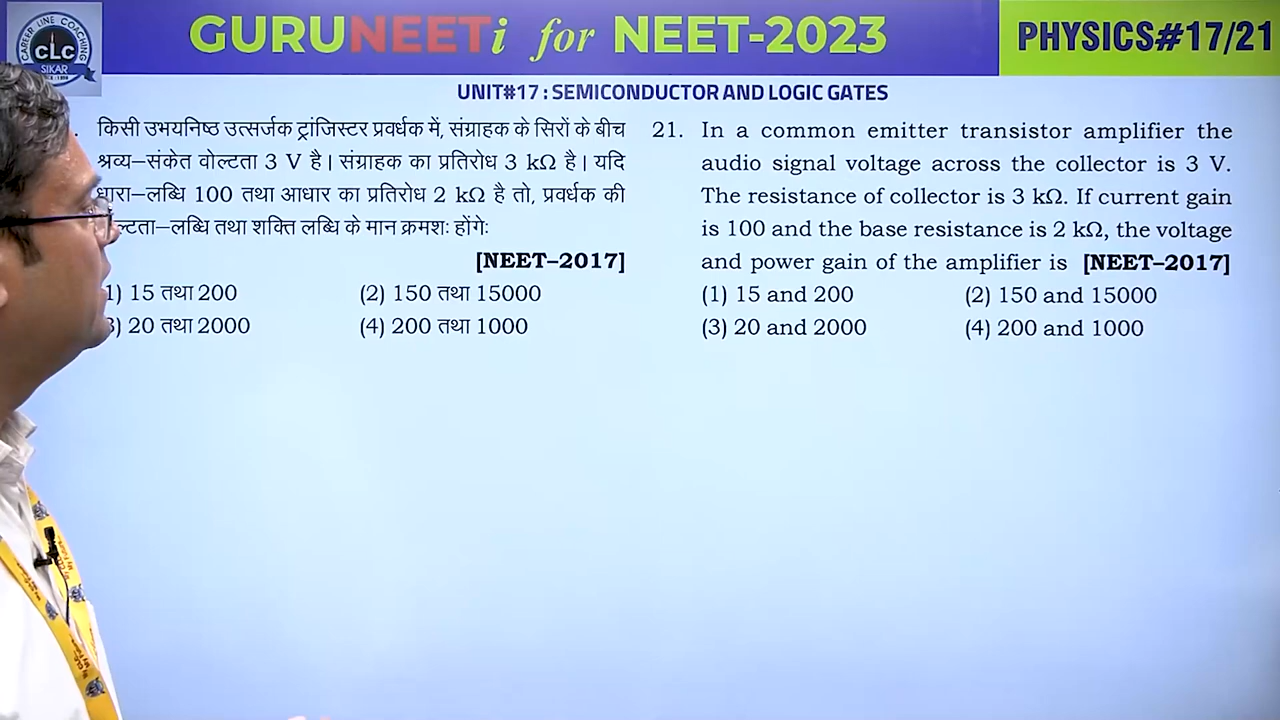 CAREER LINE COACHING
CLC
SIKAR
GURUNEETi for NEET-2023
PHYSICS#17/21
UNIT#17 : SEMICONDUCTOR AND LOGIC GATES
किसी उभयनिष्ठ उत्सर्जक ट्रांजिस्टर प्रवर्धक में, संग्राहक के सिरों के बीच
श्रव्य–संकेत वोल्टता 3 V है। संग्राहक का प्रतिरोध 3 kΩ है। यदि
धारा–लब्धि 100 तथा आधार का प्रतिरोध 2 kΩ है तो, प्रवर्धक की
तथा शक्ति लब्धि के मान क्रमशः होंगेः
[NEET–2017]
1) 15 तथा 200 (2) 150 तथा 15000
3) 20 तथा 2000 (4) 200 तथा 1000
21. In a common emitter transistor amplifier the
audio signal voltage across the collector is 3 V.
The resistance of collector is 3 kΩ. If current gain
is 100 and the base resistance is 2 kΩ, the voltage
and power gain of the amplifier is [NEET–2017]
(1) 15 and 200 (2) 150 and 15000
(3) 20 and 2000 (4) 200 and 1000